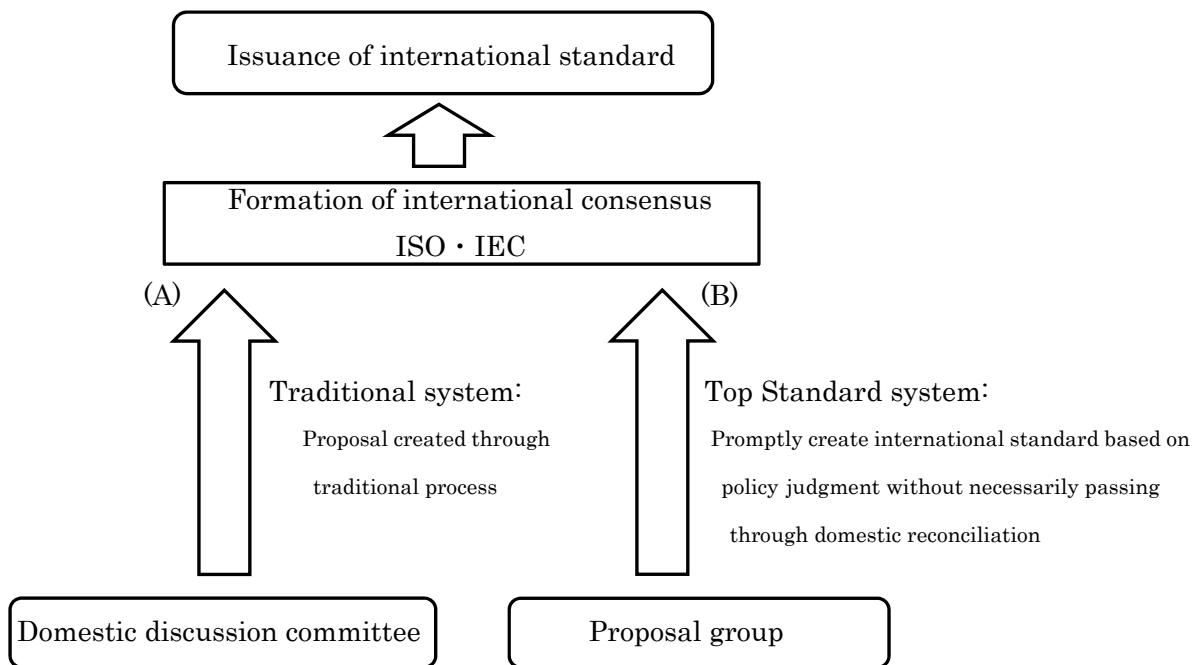 Issuance of international standard
Formation of international consensus
ISO・IEC
(A)
(B)
Traditional system:
Proposal created through
traditional process
Top Standard system:
Promptly create international standard based on
policy judgment without necessarily passing
through domestic reconciliation
Domestic discussion committee
Proposal group